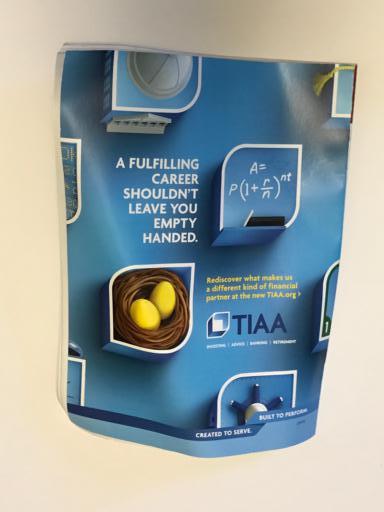 A FULFILLING
CAREER
SHOULDN'T
LEAVE YOU
EMPTY
HANDED.
A=
P(1+r/n)^nt
Rediscover what makes us
a different kind of financial
partner at the new TIAA.org
TIAA
INVESTING | ADVICE | BANKING | RETIREMENT
1
BUILT TO PERFORM.
CREATED TO SERVE.